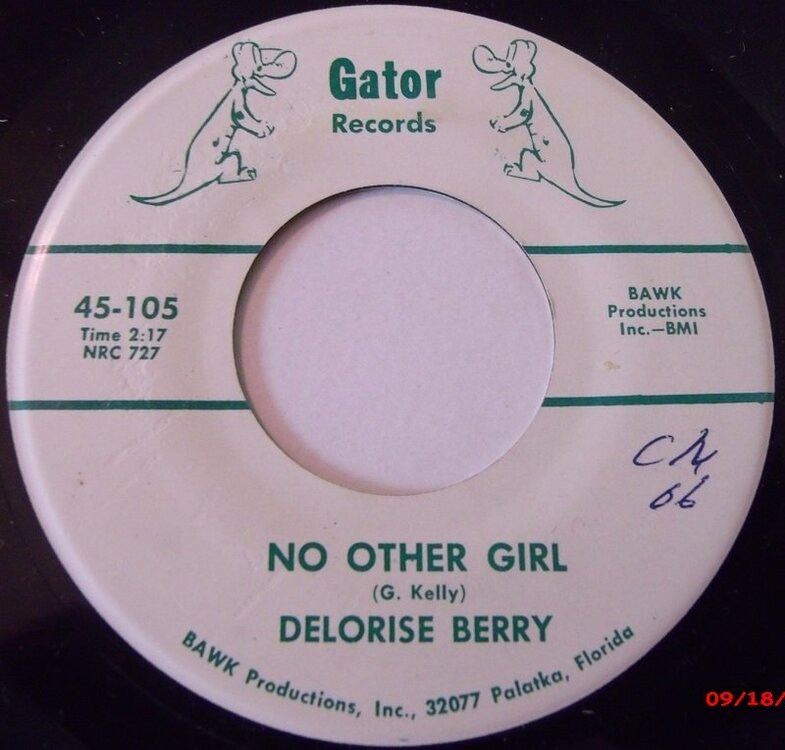 Gator
Records
45-105
Time 2:17
NRC 727
BAWK
Productions
Inc.—BMI
66
NO OTHER GIRL
(G. Kelly)
DELORISE BERRY
BAWK Productions, Inc., 32077 Palatka, Florida
09/18/